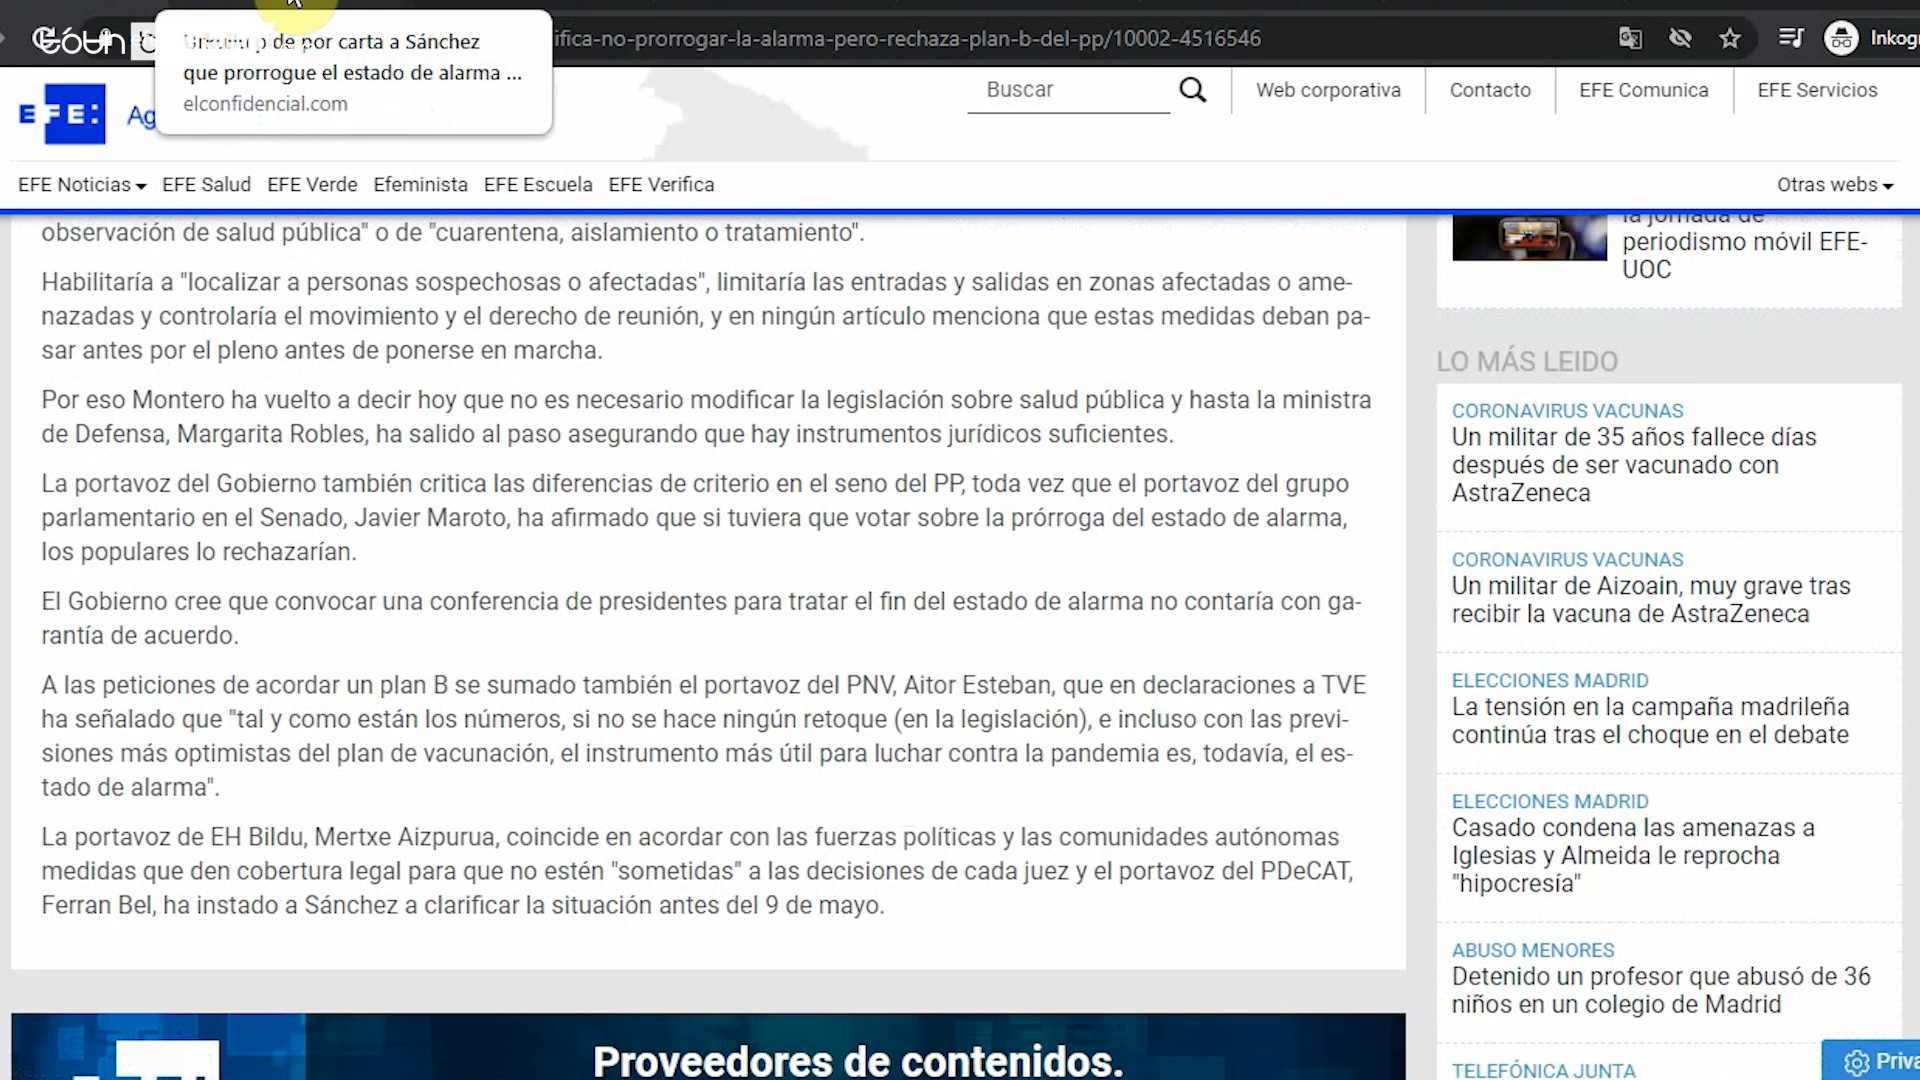 pide por carta a Sánchez
que prorrogue el estado de alarma ...
elconfidencial.com
ifica-no-prorrogar-la-alarma-pero-rechaza-plan-b-del-pp/10002-4516546
Inkog
EFE:
Ag
Buscar
Web corporativa
Contacto
EFE Comunica
EFE Servicios
EFE Noticias
EFE Salud
EFE Verde
Efeminista
EFE Escuela
EFE Verifica
Otras webs
observación de salud pública" o de "cuarentena, aislamiento o tratamiento".
Habilitaría a "localizar a personas sospechosas o afectadas", limitaría las entradas y salidas en zonas afectadas o ame-
nazadas y controlaría el movimiento y el derecho de reunión, y en ningún artículo menciona que estas medidas deban pa-
sar antes por el pleno antes de ponerse en marcha.
Por eso Montero ha vuelto a decir hoy que no es necesario modificar la legislación sobre salud pública y hasta la ministra
de Defensa, Margarita Robles, ha salido al paso asegurando que hay instrumentos jurídicos suficientes.
La portavoz del Gobierno también critica las diferencias de criterio en el seno del PP, toda vez que el portavoz del grupo
parlamentario en el Senado, Javier Maroto, ha afirmado que si tuviera que votar sobre la prórroga del estado de alarma,
los populares lo rechazarían.
El Gobierno cree que convocar una conferencia de presidentes para tratar el fin del estado de alarma no contaría con ga-
rantía de acuerdo.
A las peticiones de acordar un plan B se sumado también el portavoz del PNV, Aitor Esteban, que en declaraciones a TVE
ha señalado que "tal y como están los números, si no se hace ningún retoque (en la legislación), e incluso con las previ-
siones más optimistas del plan de vacunación, el instrumento más útil para luchar contra la pandemia es, todavía, el es-
tado de alarma".
La portavoz de EH Bildu, Mertxe Aizpurua, coincide en acordar con las fuerzas políticas y las comunidades autónomas
medidas que den cobertura legal para que no estén "sometidas" a las decisiones de cada juez y el portavoz del PDeCAT,
Ferran Bel, ha instado a Sánchez a clarificar la situación antes del 9 de mayo.
Proveedores de contenidos.
la jornada de
periodismo móvil EFE-
UOC
LO MÁS LEIDO
CORONAVIRUS VACUNAS
Un militar de 35 años fallece días
después de ser vacunado con
AstraZeneca
CORONAVIRUS VACUNAS
Un militar de Aizoain, muy grave tras
recibir la vacuna de AstraZeneca
ELECCIONES MADRID
La tensión en la campaña madrileña
continúa tras el choque en el debate
ELECCIONES MADRID
Casado condena las amenazas a
Iglesias y Almeida le reprocha
"hipocresía"
ABUSO MENORES
Detenido un profesor que abusó de 36
niños en un colegio de Madrid
TELEFÓNICA JUNTA
Priva